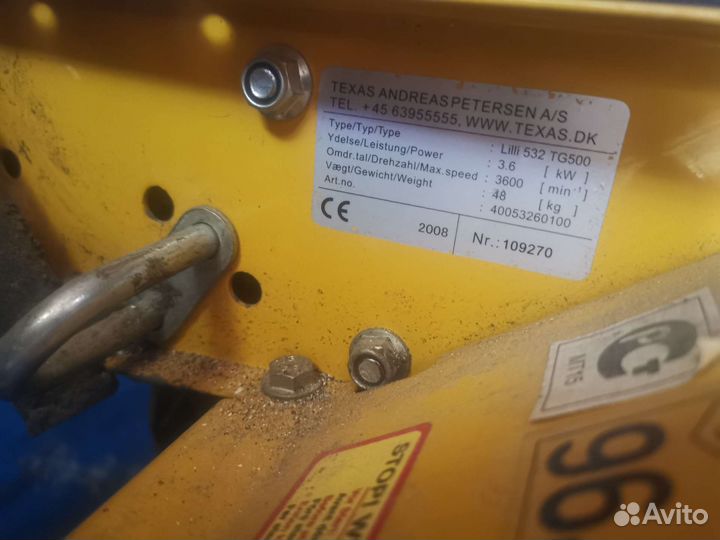 TEXAS ANDREAS PETERSEN A/S
TEL. +45 63955555, WWW.TEXAS.DK
Type/Typ/Type : Lilli 532 TG500
Ydelse/Leistung/Power : 3.6 [ kW ]
Omdr.tal/Drehzahl/Max.speed : 3600 [ min⁻¹ ]
Vægt/Gewicht/Weight : 48 [ kg ]
Art.no. : 40053260100
CE 2008 Nr.: 109270
МТ15
STOP!
96
Avito